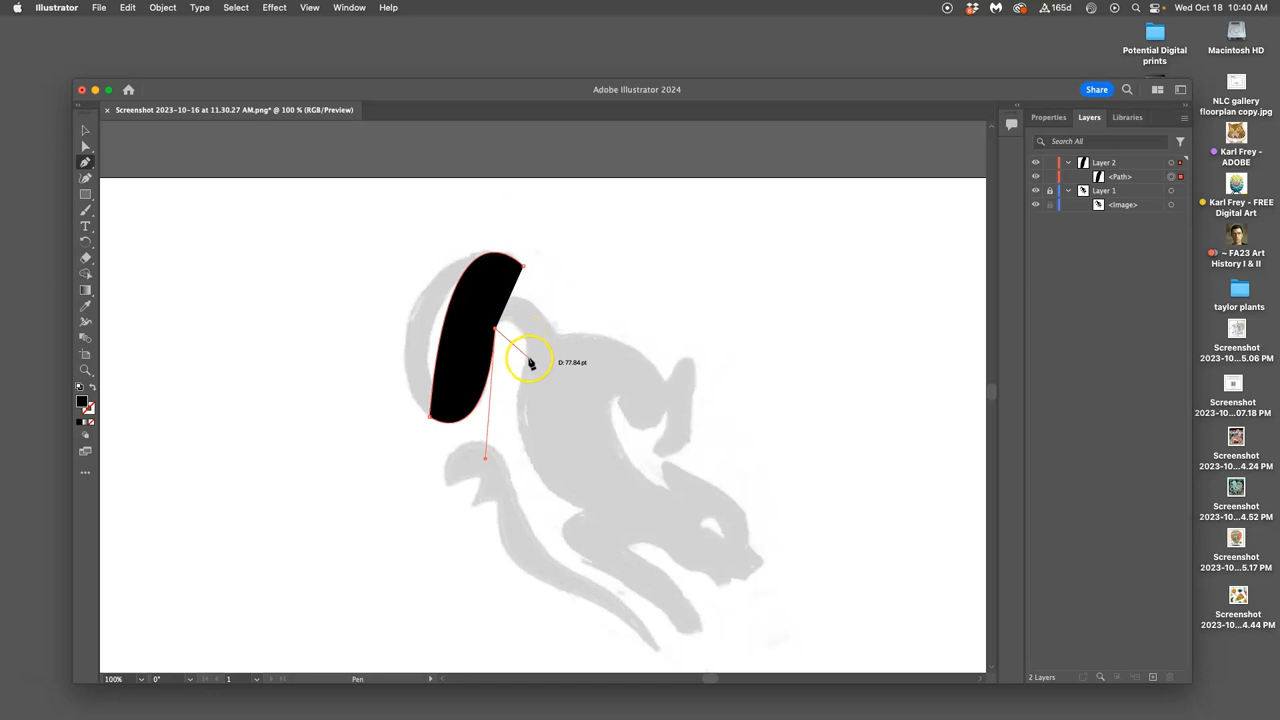 Illustrator File Edit Object Type Select Effect View Window Help
165d Wed Oct 18 10:40 AM
Adobe Illustrator 2024
Share
Screenshot 2023-10-16 at 11.30.27 AM.png* @ 100 % (RGB/Preview)
Properties Layers Libraries
Search All
Layer 2
<Path>
Layer 1
<Image>
D: 77.84 pt
100% 0° 1 Pen
2 Layers
Potential Digital prints
Macintosh HD
NLC gallery
floorplan copy.jpg
Karl Frey -
ADOBE
Karl Frey - FREE
Digital Art
~ FA23 Art
History I & II
taylor plants
Screenshot
2023-10...5.06 PM
Screenshot
2023-10...07.18 PM
Screenshot
2023-10...4.24 PM
Screenshot
2023-10...4.52 PM
Screenshot
2023-10...5.17 PM
Screenshot
2023-10...4.44 PM